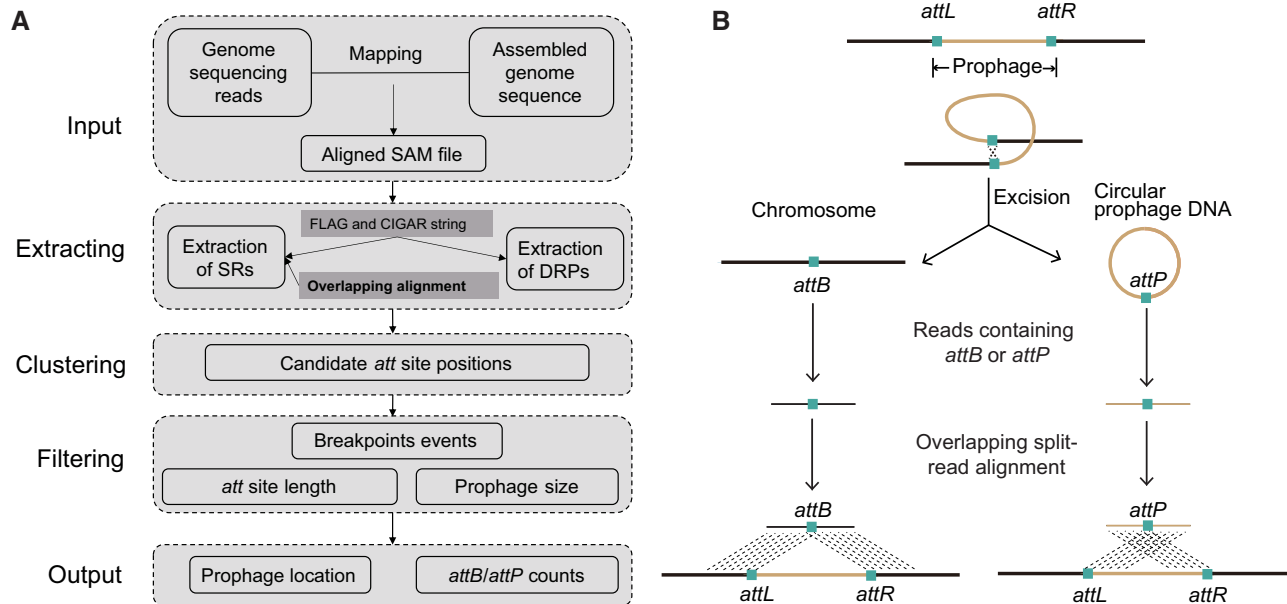 A
Input
Genome
sequencing
reads
Mapping
Assembled
genome
sequence
Aligned SAM file
Extracting
FLAG and CIGAR string
Extraction
of SRs
Extraction
of DRPs
Overlapping alignment
Clustering
Candidate att site positions
Filtering
Breakpoints events
att site length
Prophage size
Output
Prophage location
attB/attP counts
B
attL
attR
Prophage
Excision
Chromosome
Circular
prophage DNA
attB
attP
Reads containing
attB or attP
Overlapping split-
read alignment
attB
attP
attL
attR
attL
attR